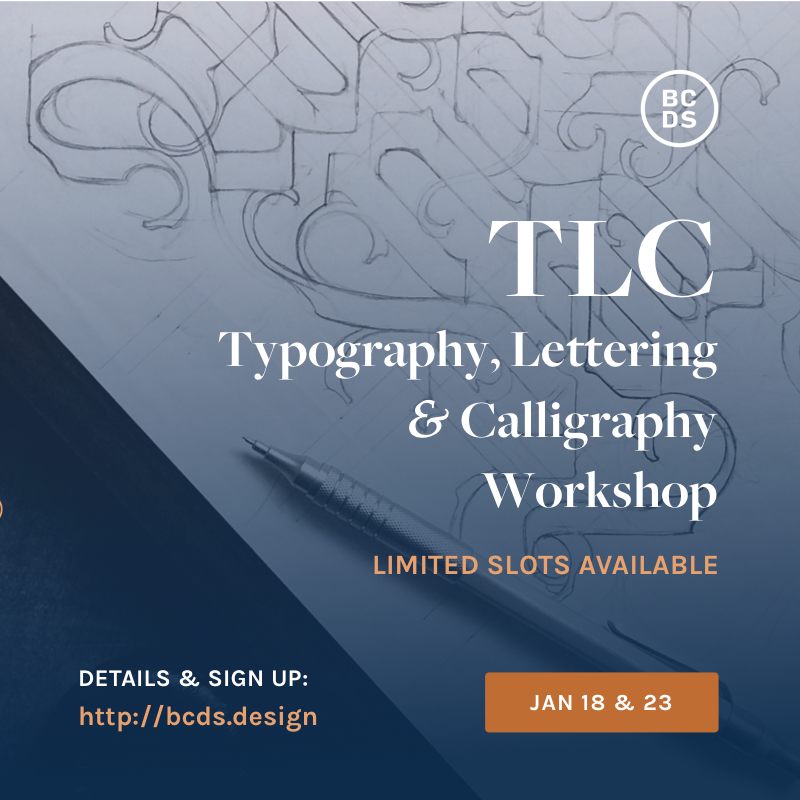 BC
DS
TLC
Typography, Lettering
& Calligraphy
Workshop
LIMITED SLOTS AVAILABLE
DETAILS & SIGN UP:
http://bcds.design
JAN 18 & 23